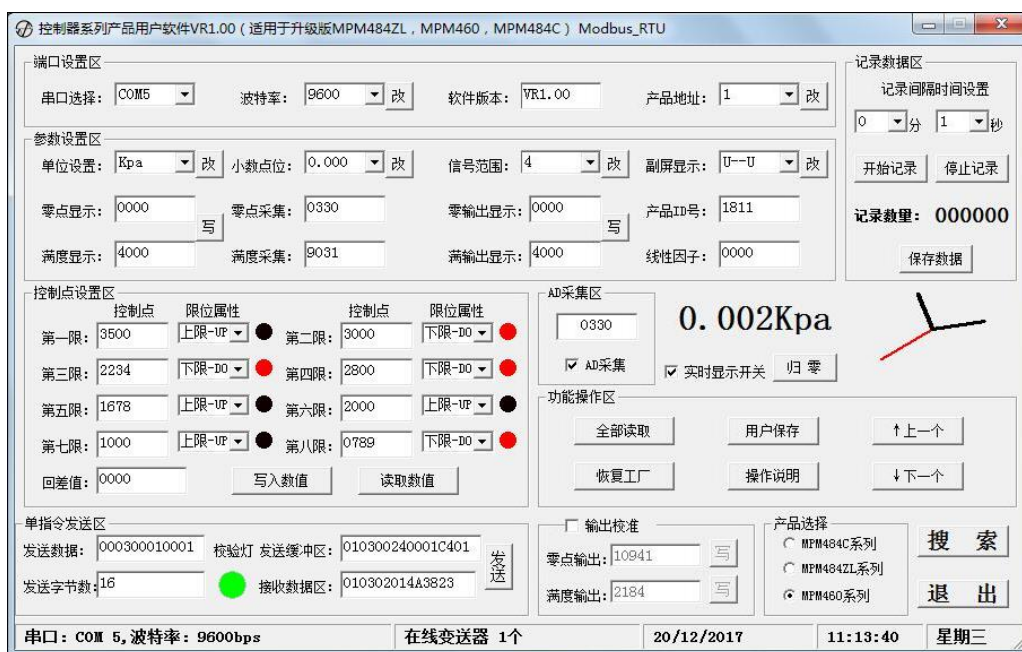 控制器系列产品用户软件VR1.00（适用于升级版MPM484ZL，MPM460，MPM484C）Modbus_RTU
端口设置区
串口选择: COM5 波特率: 9600 改 软件版本: VR1.00 产品地址: 1 改
参数设置区
单位设置: Kpa 改 小数点位: 0.000 改 信号范围: 4 改 副屏显示: U--U 改
零点显示: 0000 写 零点采集: 0330 零输出显示: 0000 写 产品ID号: 1811
满度显示: 4000 满度采集: 9031 满输出显示: 4000 线性因子: 0000
记录数据区
记录间隔时间设置
0 分 1 秒
开始记录 停止记录
记录数量: 000000
保存数据
控制点设置区
控制点 限位属性 控制点 限位属性
第一限: 3500 上限-UP 第二限: 3000 下限-DO
第三限: 2234 下限-DO 第四限: 2800 下限-DO
第五限: 1678 上限-UP 第六限: 2000 上限-UP
第七限: 1000 上限-UP 第八限: 0789 下限-DO
回差值: 0000 写入数值 读取数值
AD采集区
0330
AD采集
0.002Kpa
实时显示开关 归 零
功能操作区
全部读取 用户保存 ↑上一个
恢复工厂 操作说明 ↓下一个
单指令发送区
发送数据: 000300010001 校验灯 发送缓冲区: 010300240001C401 发送
发送字节数: 16 接收数据区: 010302014A3823
输出校准
零点输出: 10941 写
满度输出: 2184 写
产品选择
MPM484C系列
MPM484ZL系列
MPM460系列
搜 索
退 出
串口: COM 5,波特率: 9600bps 在线变送器 1个 20/12/2017 11:13:40 星期三